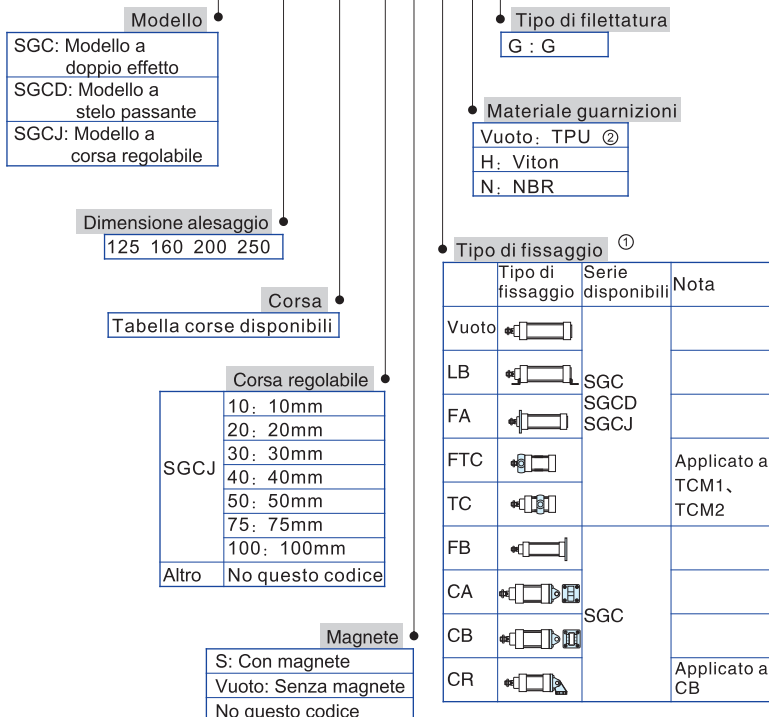 Modello
SGC: Modello a
doppio effetto
SGCD: Modello a
stelo passante
SGCJ: Modello a
corsa regolabile
Dimensione alesaggio
125 160 200 250
Corsa
Tabella corse disponibili
Corsa regolabile
SGCJ
10: 10mm
20: 20mm
30: 30mm
40: 40mm
50: 50mm
75: 75mm
100: 100mm
Altro No questo codice
Magnete
S: Con magnete
Vuoto: Senza magnete
No questo codice
Tipo di filettatura
G : G
Materiale guarnizioni
Vuoto: TPU ②
H: Viton
N: NBR
Tipo di fissaggio ①
Tipo di
fissaggio
Serie
disponibili
Nota
Vuoto
LB
FA
FTC
TC
SGC
SGCD
SGCJ
Applicato a
TCM1、
TCM2
FB
CA
CB
CR
SGC
Applicato a
CB